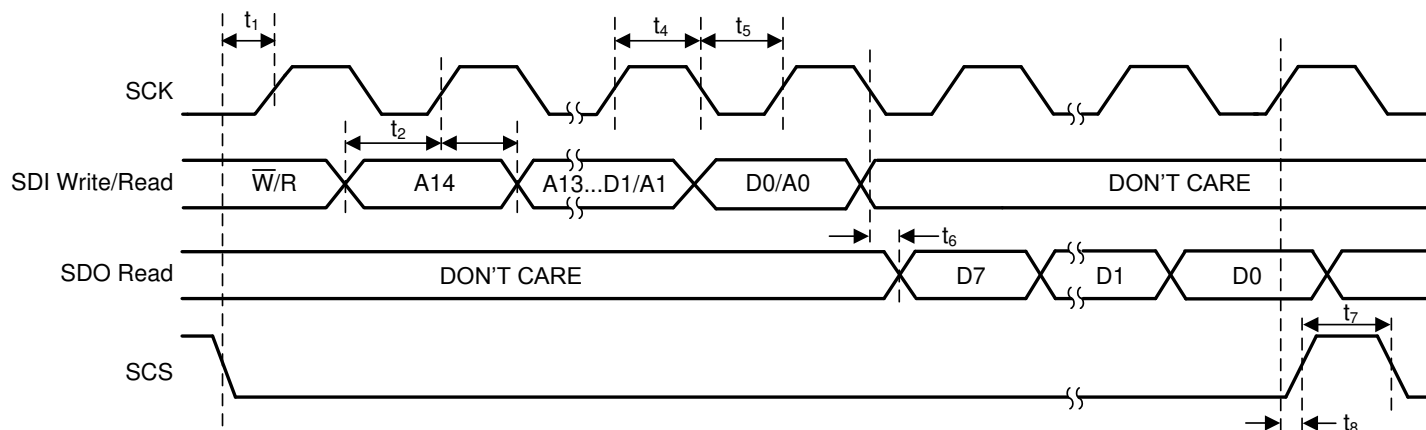 t1 t4 t5
SCK
t2
SDI Write/Read W/R A14 A13...D1/A1 D0/A0 DON'T CARE
t6
SDO Read DON'T CARE D7 D1 D0
t7
SCS
t8